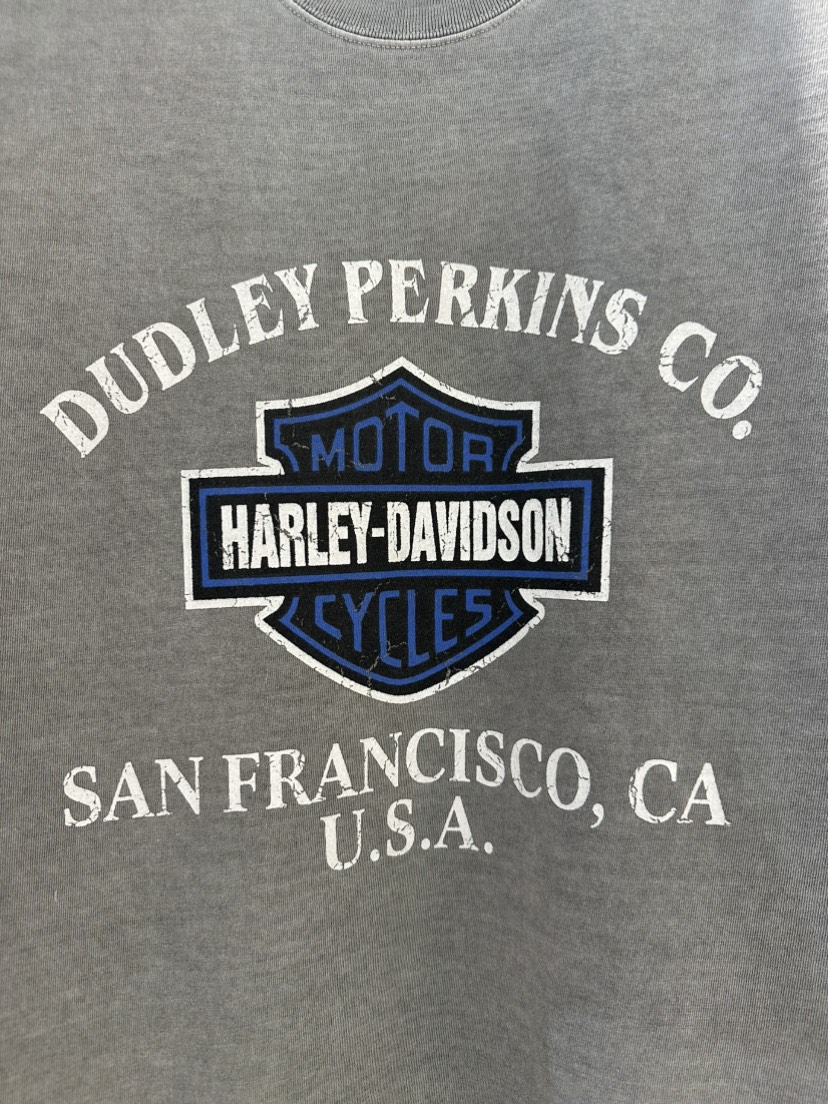 DUDLEY PERKINS CO.
MOTOR
HARLEY-DAVIDSON
CYCLES
SAN FRANCISCO, CA
U.S.A.